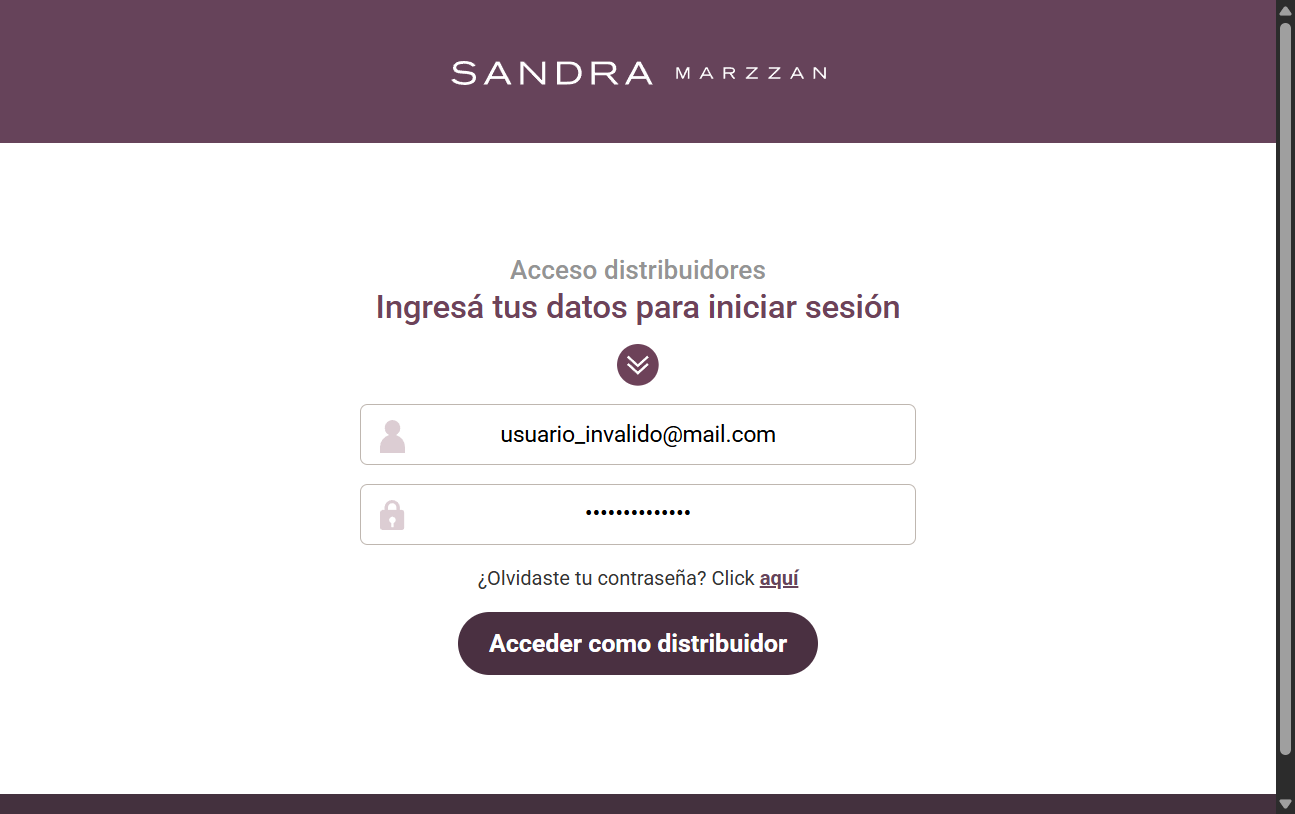 SANDRA MARZZAN
Acceso distribuidores
Ingresá tus datos para iniciar sesión
usuario_invalido@mail.com
••••••••••••••
¿Olvidaste tu contraseña? Click aquí
Acceder como distribuidor